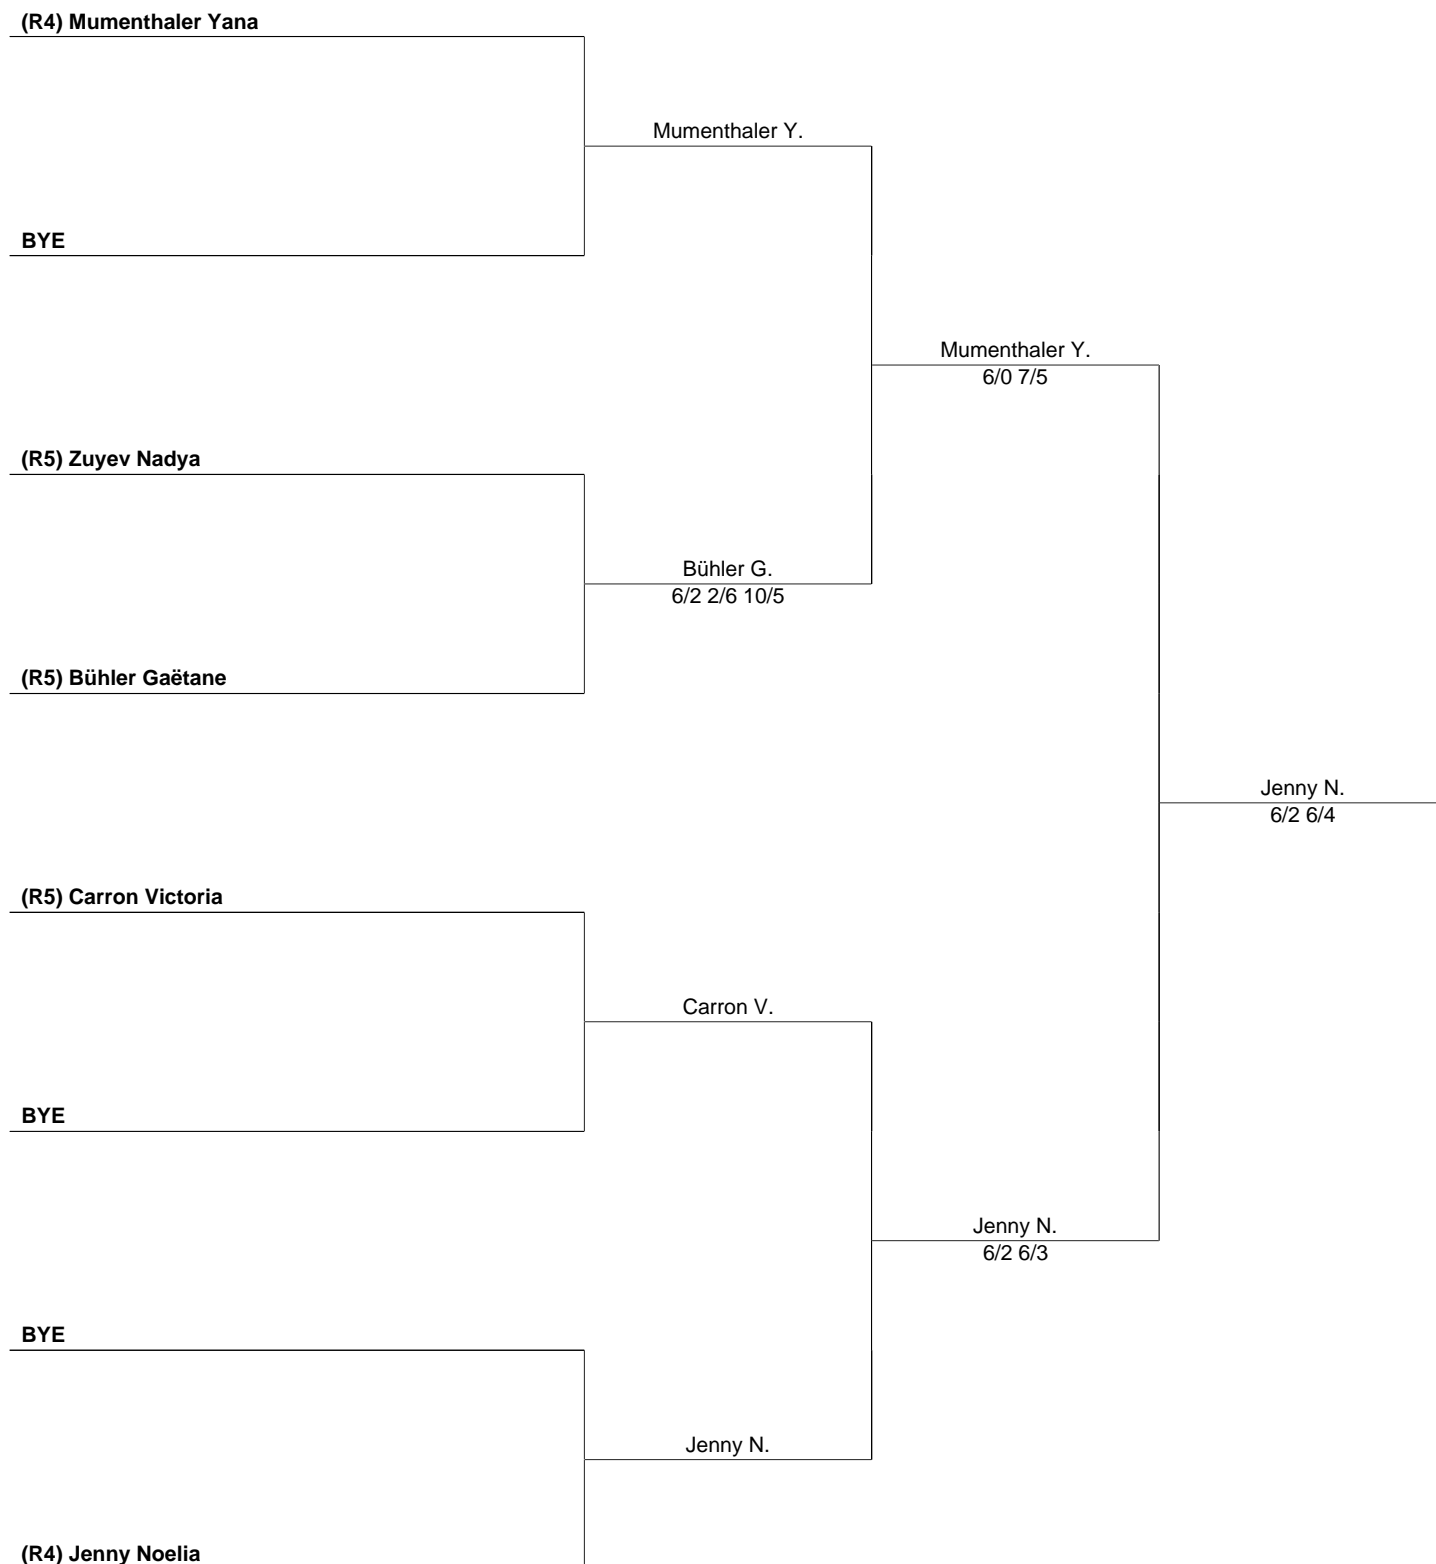 (R4) Mumenthaler Yana
Mumenthaler Y.
BYE
Mumenthaler Y.
6/0 7/5
(R5) Zuyev Nadya
Bühler G.
6/2 2/6 10/5
(R5) Bühler Gaëtane
Jenny N.
6/2 6/4
(R5) Carron Victoria
Carron V.
BYE
Jenny N.
6/2 6/3
BYE
Jenny N.
(R4) Jenny Noelia